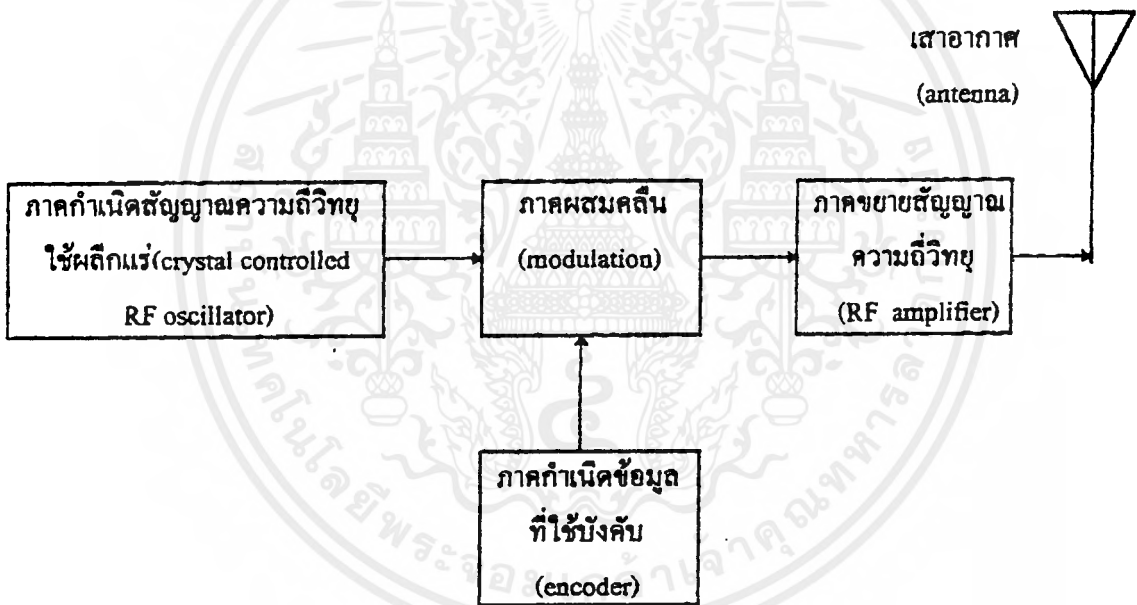 เสาอากาศ
(antenna)
ภาคกำเนิดสัญญาณความถี่วิทยุ
ใช้ผลึกแร่(crystal controlled
RF oscillator)
ภาคผสมคลื่น
(modulation)
ภาคขยายสัญญาณ
ความถี่วิทยุ
(RF amplifier)
ภาคกำเนิดข้อมูล
ที่ใช้บังคับ
(encoder)